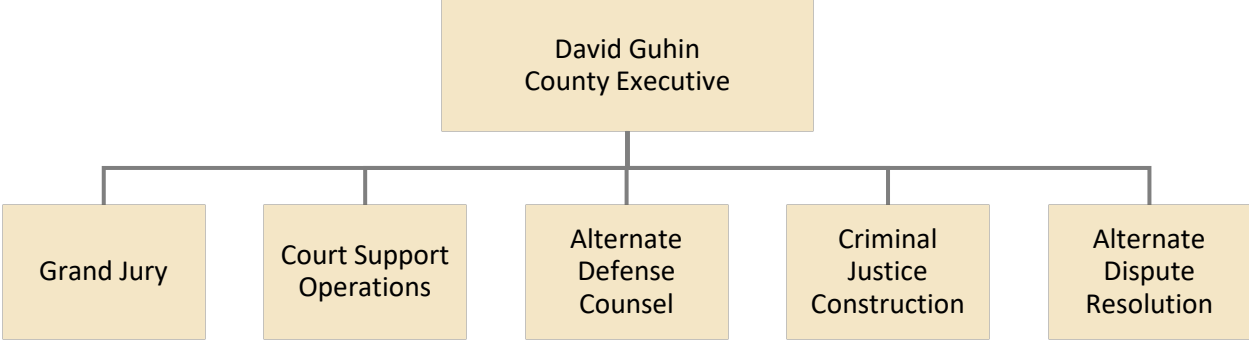 David Guhin
County Executive
Grand Jury
Court Support
Operations
Alternate
Defense
Counsel
Criminal
Justice
Construction
Alternate
Dispute
Resolution